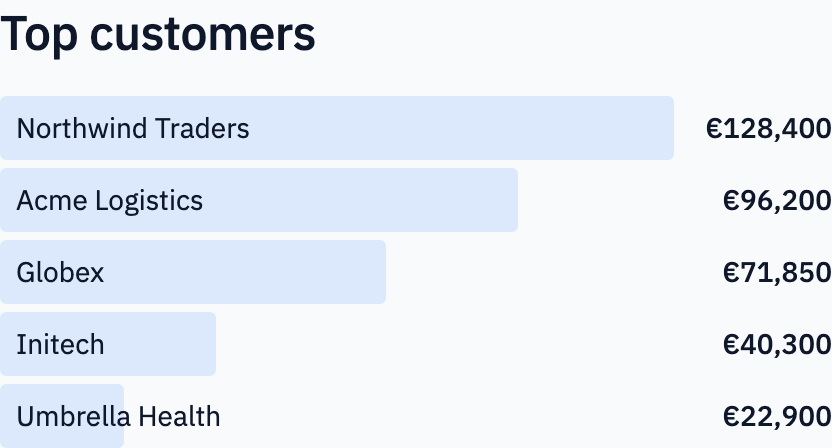 Top customers
Northwind Traders €128,400
Acme Logistics €96,200
Globex €71,850
Initech €40,300
Umbrella Health €22,900